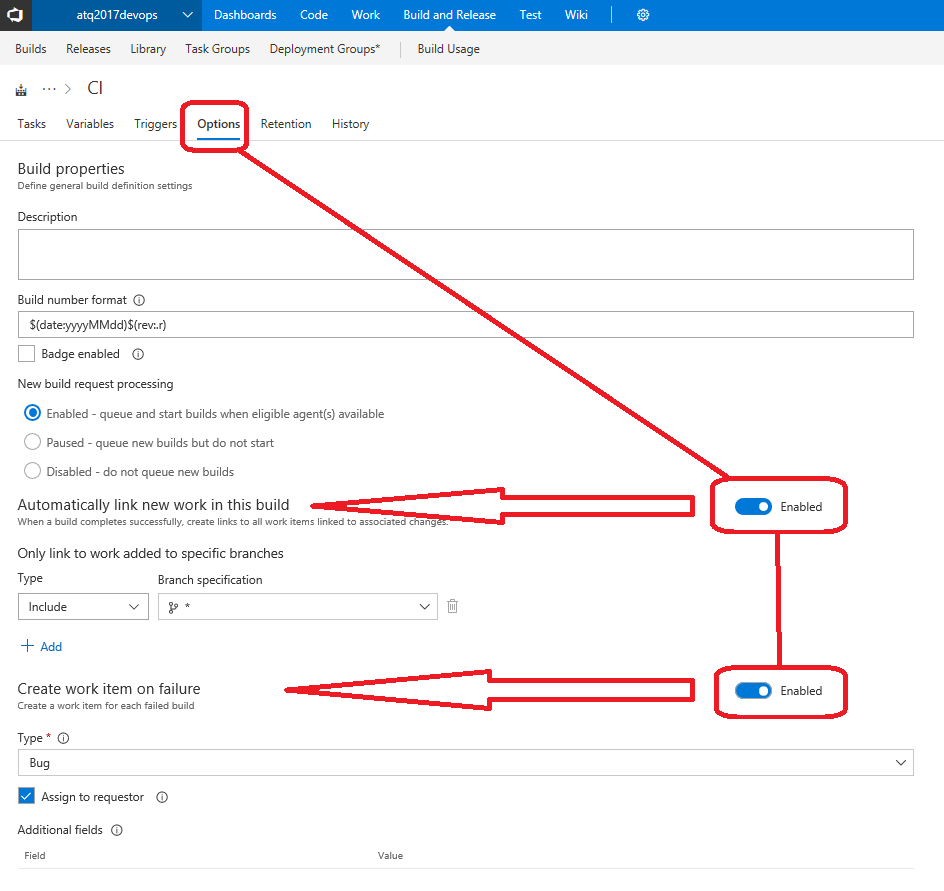 atq2017devops Dashboards Code Work Build and Release Test Wiki
Builds Releases Library Task Groups Deployment Groups* Build Usage
... > CI
Tasks Variables Triggers Options Retention History
Build properties
Define general build definition settings
Description
Build number format
$(date:yyyyMMdd)$(rev:.r)
Badge enabled
New build request processing
Enabled - queue and start builds when eligible agent(s) available
Paused - queue new builds but do not start
Disabled - do not queue new builds
Automatically link new work in this build Enabled
When a build completes successfully, create links to all work items linked to associated changes.
Only link to work added to specific branches
Type Branch specification
Include *
+ Add
Create work item on failure Enabled
Create a work item for each failed build
Type *
Bug
Assign to requestor
Additional fields
Field Value